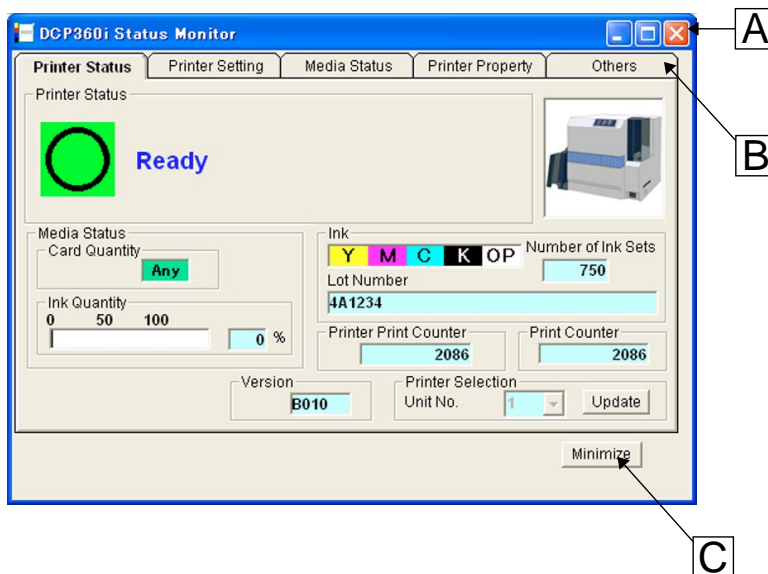 DCP360i Status Monitor
A
Printer Status Printer Setting Media Status Printer Property Others
Printer Status
Ready
B
Media Status
Card Quantity
Any
Ink Quantity
0 50 100
0 %
Ink
Y M C K OP
Number of Ink Sets
750
Lot Number
4A1234
Printer Print Counter
2086
Print Counter
2086
Version
B010
Printer Selection
Unit No. 1 Update
Minimize
C